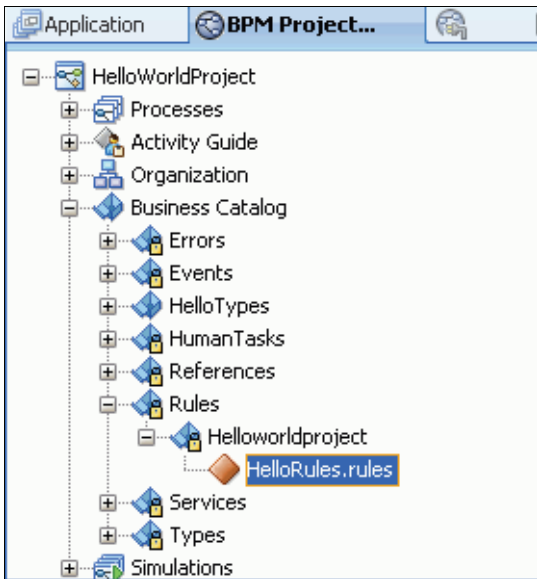 Application BPM Project...
HelloWorldProject
Processes
Activity Guide
Organization
Business Catalog
Errors
Events
HelloTypes
HumanTasks
References
Rules
Helloworldproject
HelloRules.rules
Services
Types
Simulations